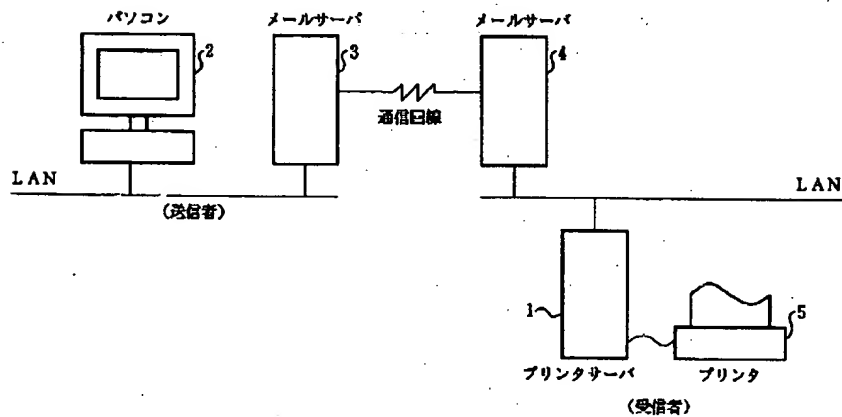 パソコン
メールサーバ
メールサーバ
2
3
4
通信回線
LAN
LAN
(送信者)
1
5
プリンタサーバ
プリンタ
(受信者)